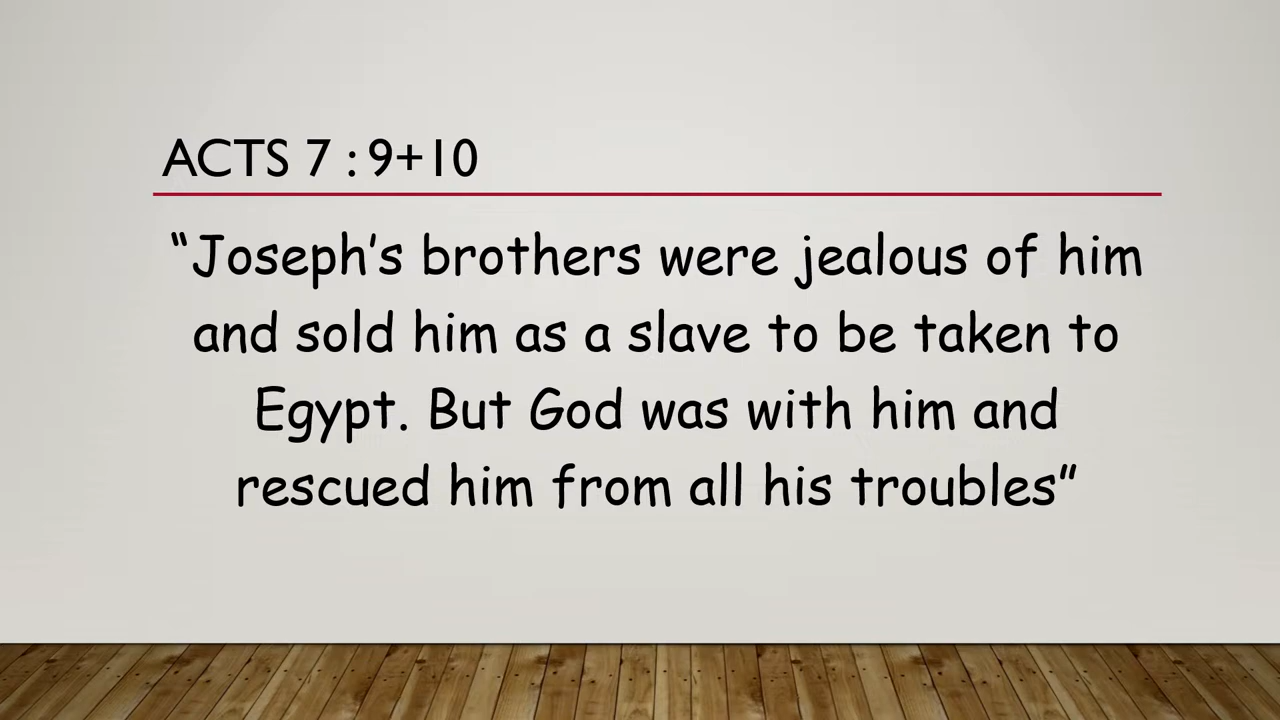 ACTS 7 : 9+10
“Joseph’s brothers were jealous of him
and sold him as a slave to be taken to
Egypt. But God was with him and
rescued him from all his troubles”